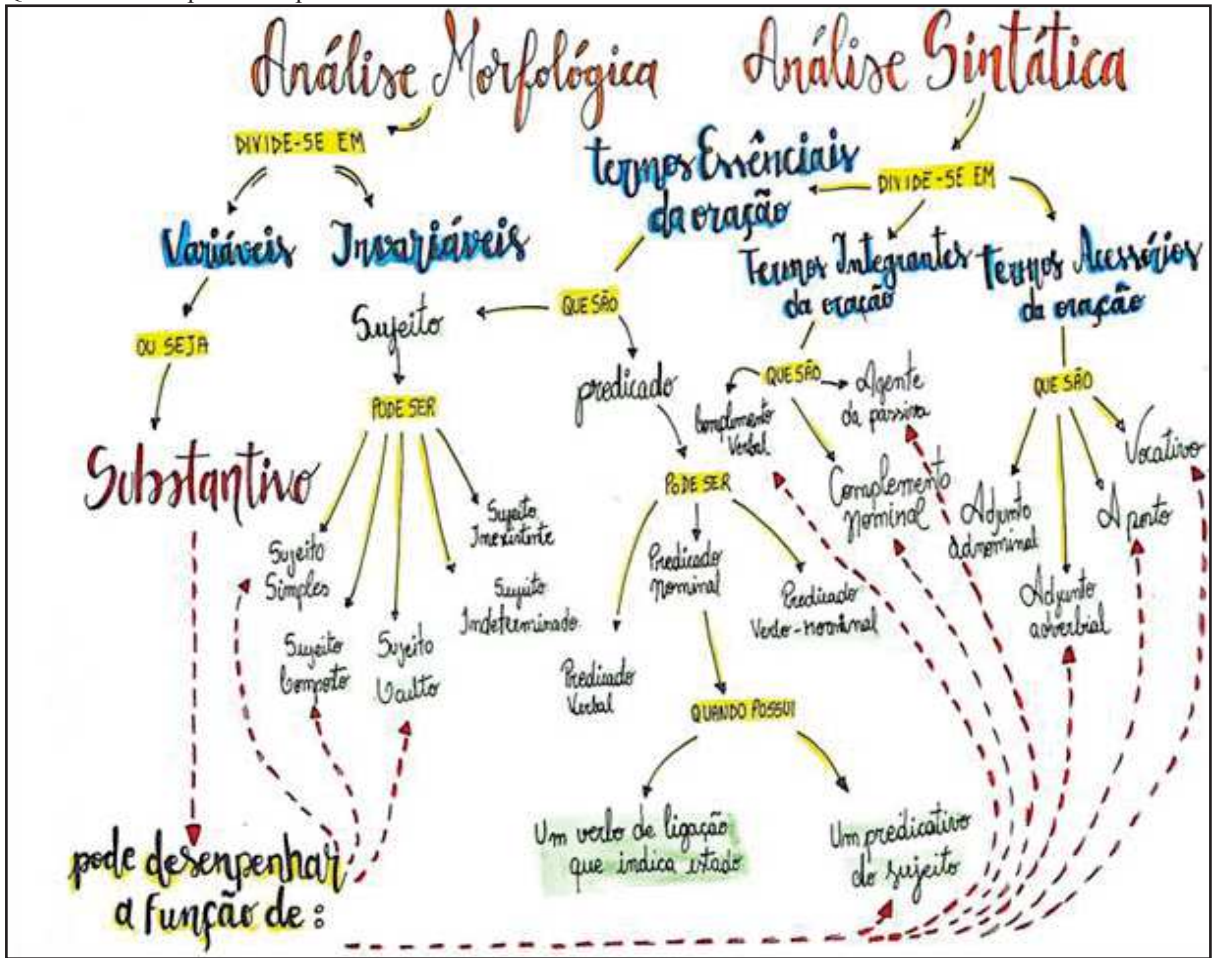 Análise Morfológica
Análise Sintática
DIVIDE-SE EM
Variáveis
Invariáveis
OU SEJA
Substantivo
pode desenpenhar
a função de:
DIVIDE-SE EM
termos Essênciais
da oração
QUE SÃO
Sujeito
PODE SER
Sujeito
Simples
Sujeito
Composto
Sujeito
Sujeito
Indeterminado
Sujeito
Inexistente
predicado
PODE SER
Predicado
Verbal
Predicado
Nominal
Predicado
Verbo-nominal
QUANDO POSSUI
Um verbo de ligação
que indica estado
Um predicativo
do sujeito
Termos Integrantes
da oração
QUE SÃO
Complemento
Verbal
Complemento
Nominal
Agente
da passiva
termos Acessórios
da oração
QUE SÃO
Adjunto
adnominal
Adjunto
adverbial
Aposto
Vocativo